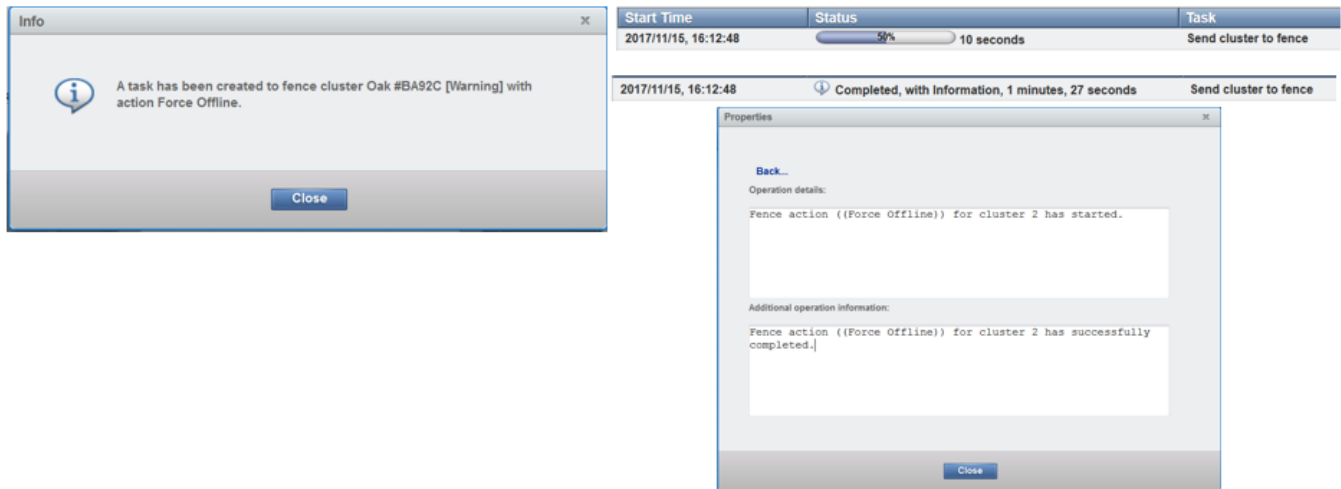 Info
A task has been created to fence cluster Oak #BA92C [Warning] with
action Force Offline.
Close
Start Time Status Task
2017/11/15, 16:12:48 50% 10 seconds Send cluster to fence
2017/11/15, 16:12:48 Completed, with Information, 1 minutes, 27 seconds Send cluster to fence
Properties
Back...
Operation details:
Fence action ((Force Offline)) for cluster 2 has started.
Additional operation information:
Fence action ((Force Offline)) for cluster 2 has successfully
completed.
Close